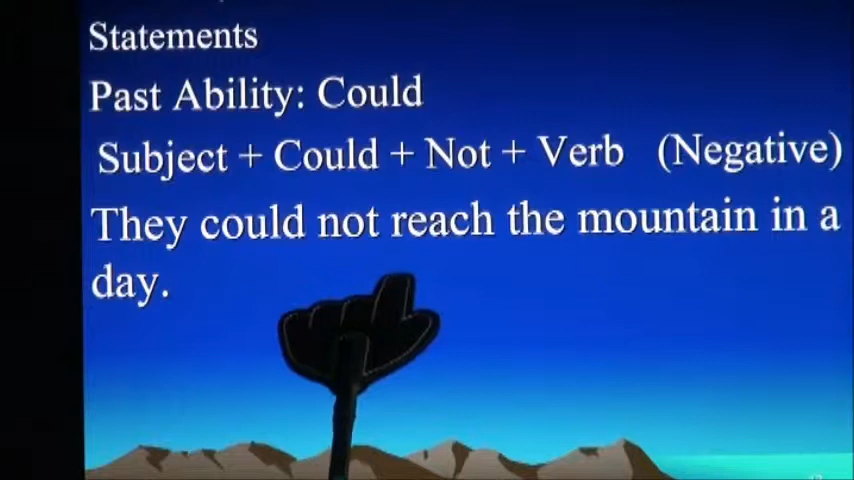 Statements
Past Ability: Could
Subject + Could + Not + Verb (Negative)
They could not reach the mountain in a
day.